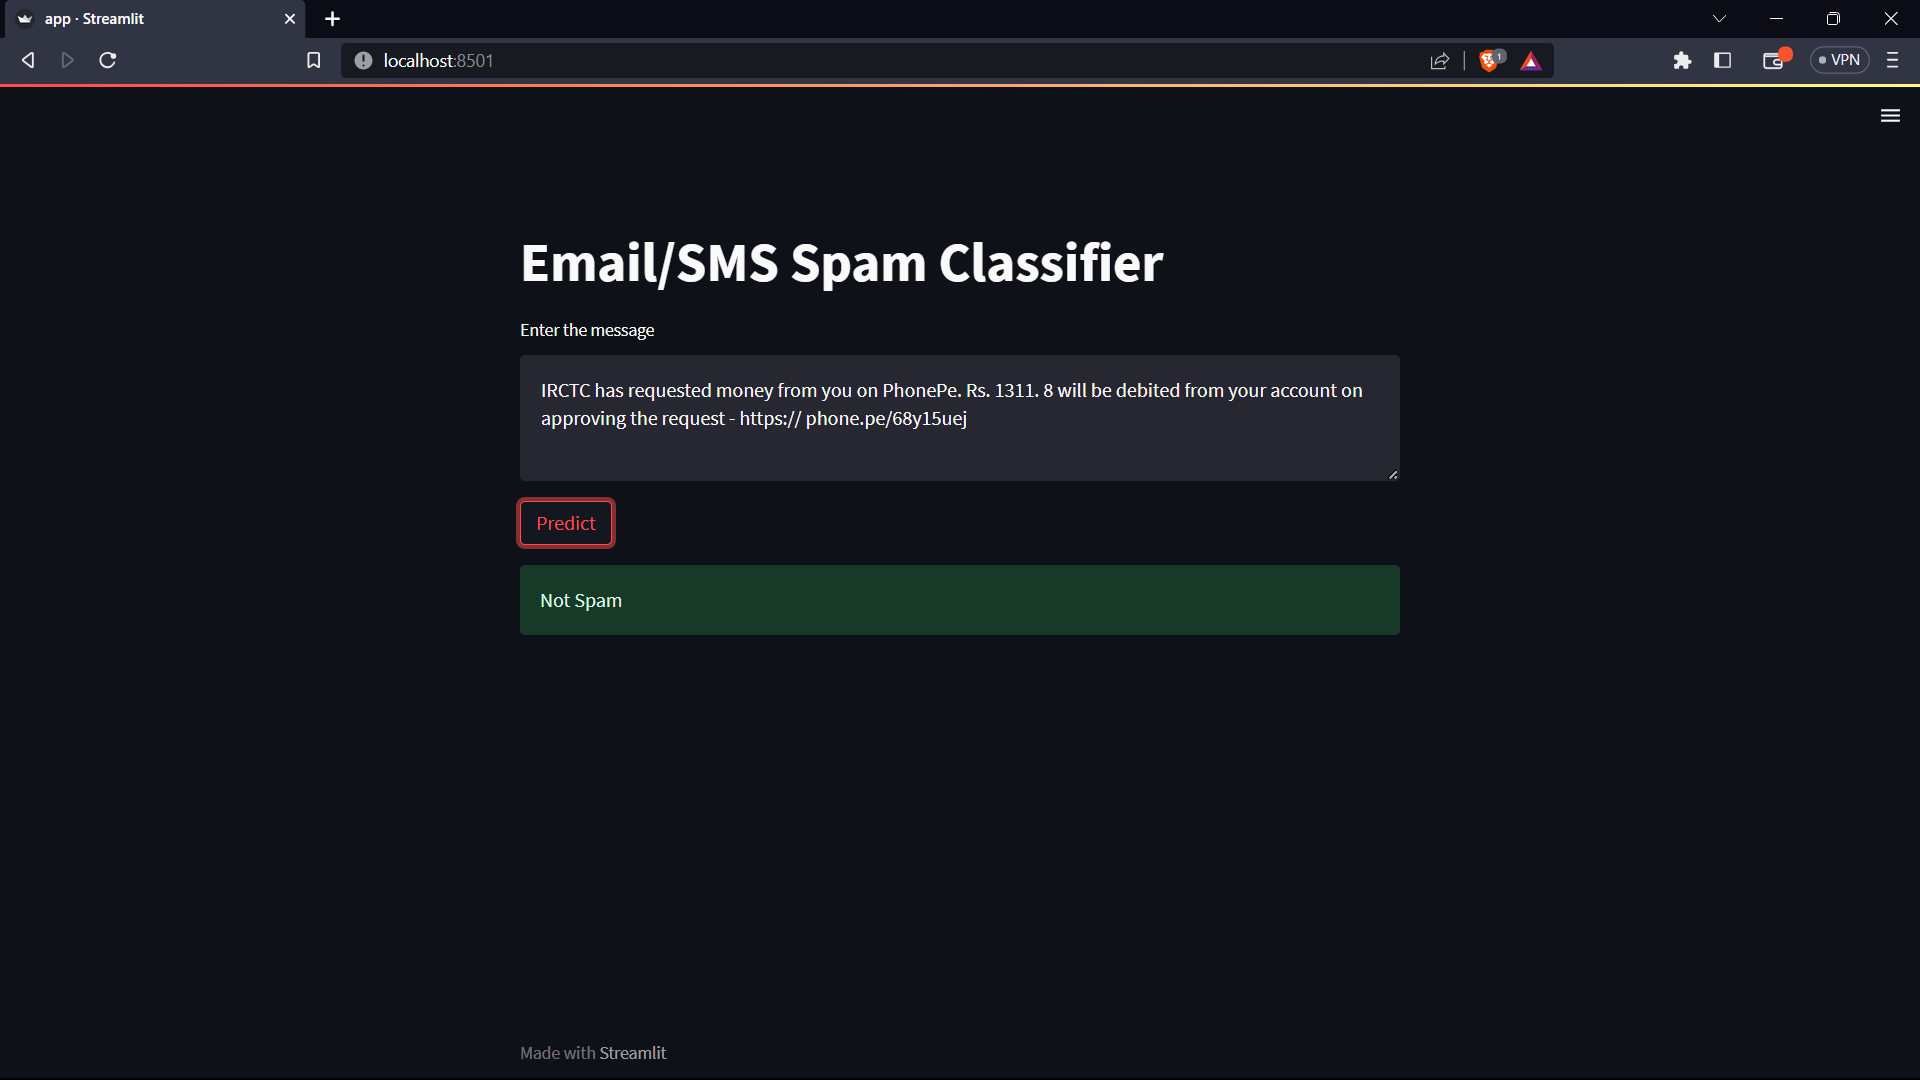 app · Streamlit
localhost:8501
1
VPN
Email/SMS Spam Classifier
Enter the message
IRCTC has requested money from you on PhonePe. Rs. 1311. 8 will be debited from your account on
approving the request - https:// phone.pe/68y15uej
Predict
Not Spam
Made with Streamlit